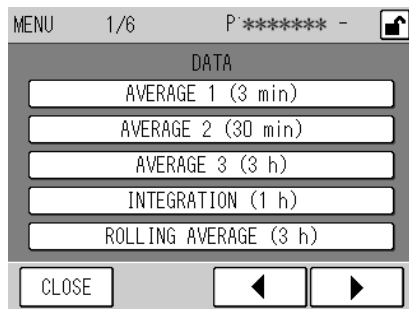 MENU 1/6 P ******* -
DATA
AVERAGE 1 (3 min)
AVERAGE 2 (30 min)
AVERAGE 3 (3 h)
INTEGRATION (1 h)
ROLLING AVERAGE (3 h)
CLOSE